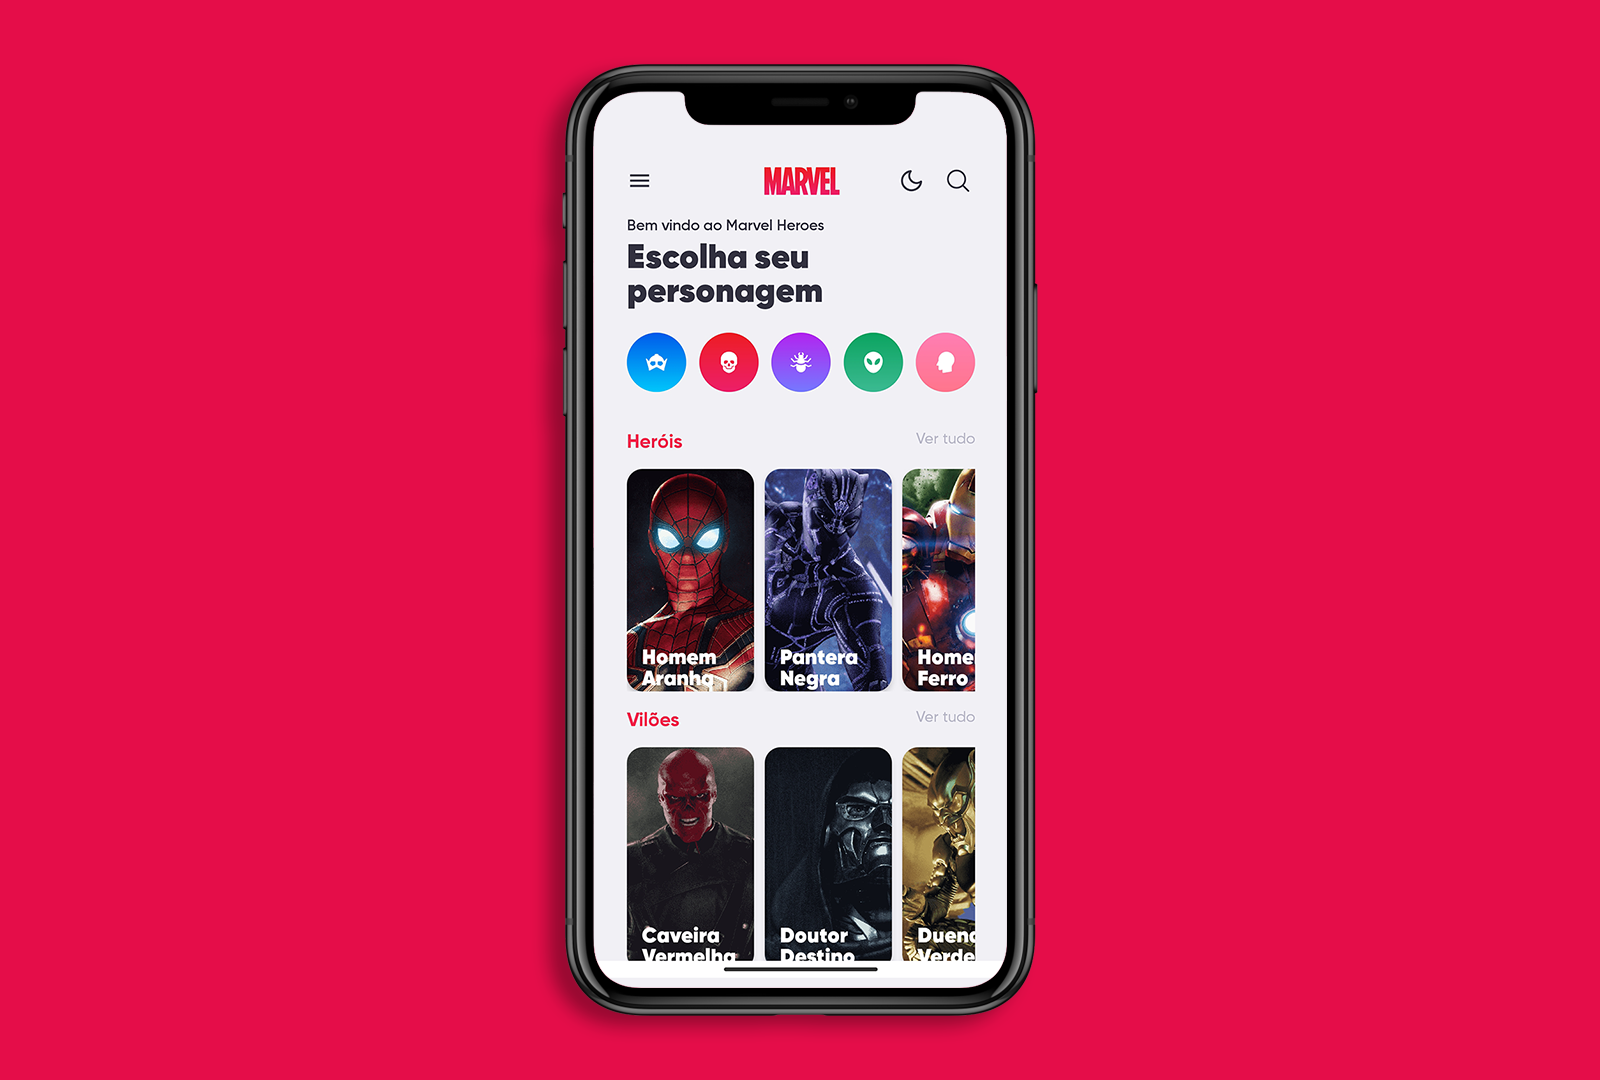 MARVEL
Bem vindo ao Marvel Heroes
Escolha seu
personagem
Heróis
Ver tudo
Homem
Aranha
Pantera
Negra
Home
Ferro
Vilões
Ver tudo
Caveira
Vermelha
Doutor
Destino
Duend
Verde